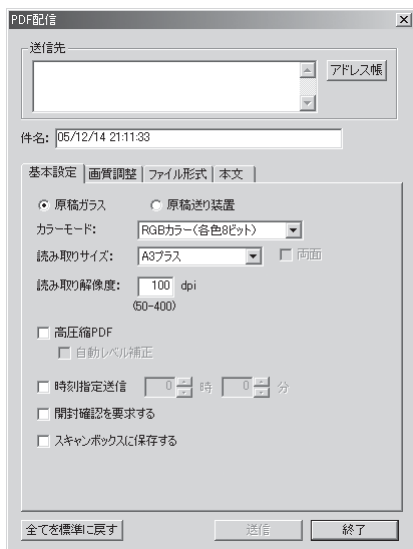 PDF配信
送信先
アドレス帳
件名: 05/12/14 21:11:33
基本設定 画質調整 ファイル形式 本文
原稿ガラス 原稿送り装置
カラーモード: RGBカラー(各色8ビット)
読み取りサイズ: A3プラス 両面
読み取り解像度: 100 dpi
(50-400)
高圧縮PDF
自動レベル補正
時刻指定送信 0 時 0 分
開封確認を要求する
スキャンボックスに保存する
全てを標準に戻す 送信 終了